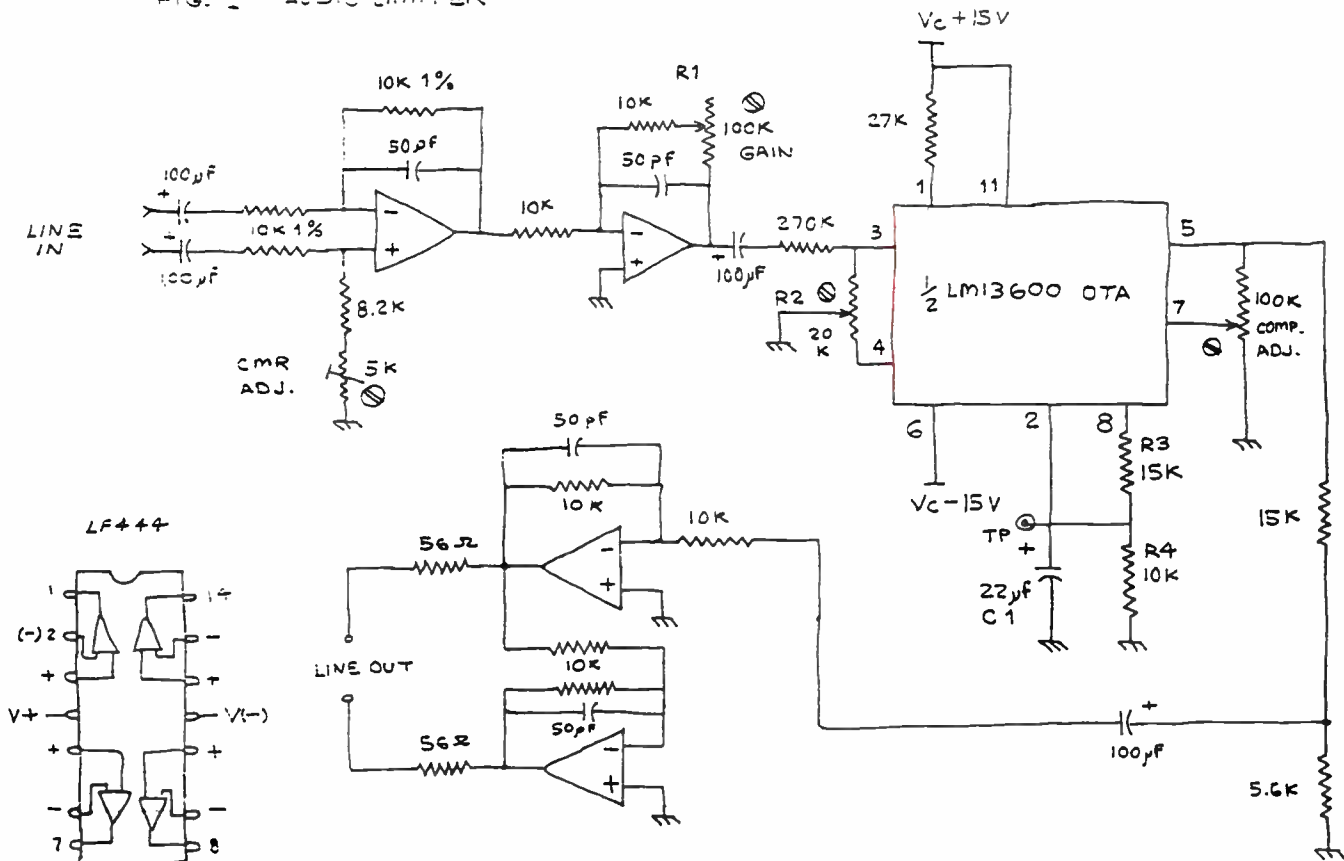 Vc +15V
10K 1%
50pf
R1
10K
100K
GAIN
50pf
27K
1
11
100µf
+
10K
270K
3
5
LINE
IN
10K 1%
+
100µf
-
+
-
+
+
100µf
½ LM13600 OTA
R2
20
K
4
7
100K
COMP.
ADJ.
8.2K
CMR
ADJ.
5K
6
2
8
R3
15K
Vc-15V
50pf
10K
10K
TP
+
R4
10K
22µf
C1
15K
LF444
56Ω
-
+
1
14
(-)2
-
+
+
V+
V(-)
+
+
-
-
7
8
LINE OUT
10K
50pf
56Ω
-
+
+
100µf
5.6K